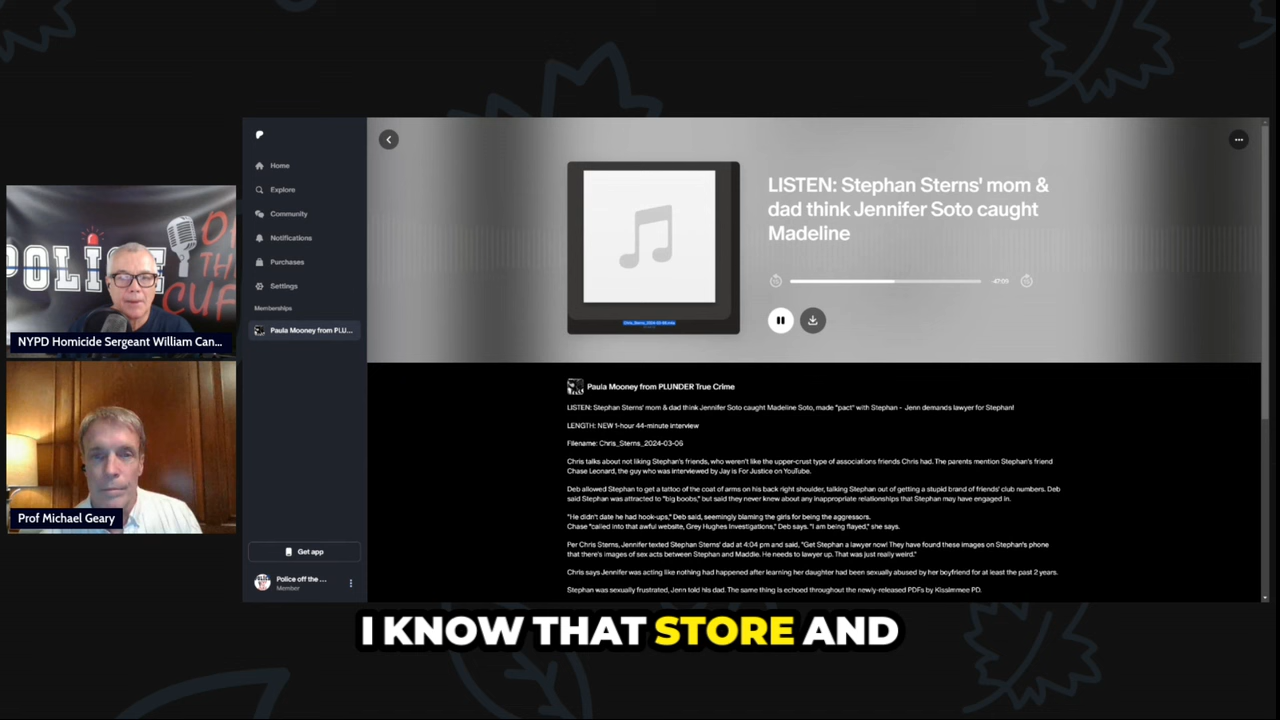 POLICE
OFF
THE
CUFF
NYPD Homicide Sergeant William Can...
Prof Michael Geary
Home
Explore
Community
Notifications
Purchases
Settings
Memberships
Paula Mooney from PLU...
Get app
Police off the ...
Member
LISTEN: Stephan Sterns' mom &
dad think Jennifer Soto caught
Madeline
Chris_Sterns_2024-03-06.m4a
Paula Mooney from PLUNDER True Crime
LISTEN: Stephan Sterns' mom & dad think Jennifer Soto caught Madeline Soto, made "pact" with Stephan - Jenn demands lawyer for Stephan!
LENGTH: NEW 1-hour 44-minute interview
Filename: Chris_Sterns_2024-03-06
Chris talks about not liking Stephan's friends, who weren't like the upper-crust type of associations friends Chris had. The parents mention Stephan's friend
Chase Leonard, the guy who was interviewed by Jay is For Justice on YouTube.
Deb allowed Stephan to get a tattoo of the coat of arms on his back right shoulder, talking Stephan out of getting a stupid brand of friends' club numbers. Deb
said Stephan was attracted to "big boobs," but said they never knew about any inappropriate relationships that Stephan may have engaged in.
"He didn't date he had hook-ups," Deb said, seemingly blaming the girls for being the aggressors.
Chase "called into that awful website, Grey Hughes Investigations," Deb says. "I am being flayed," she says.
Per Chris Sterns, Jennifer texted Stephan Sterns' dad at 4:04 pm and said, "Get Stephan a lawyer now! They have found these images on Stephan's phone
that there's images of sex acts between Stephan and Maddie. He needs to lawyer up. That was just really weird."
Chris says Jennifer was acting like nothing had happened after learning her daughter had been sexually abused by her boyfriend for at least the past 2 years.
Stephan was sexually frustrated, Jenn told his dad. The same thing is echoed throughout the newly-released PDFs by Kissimmee PD.
I KNOW THAT STORE AND